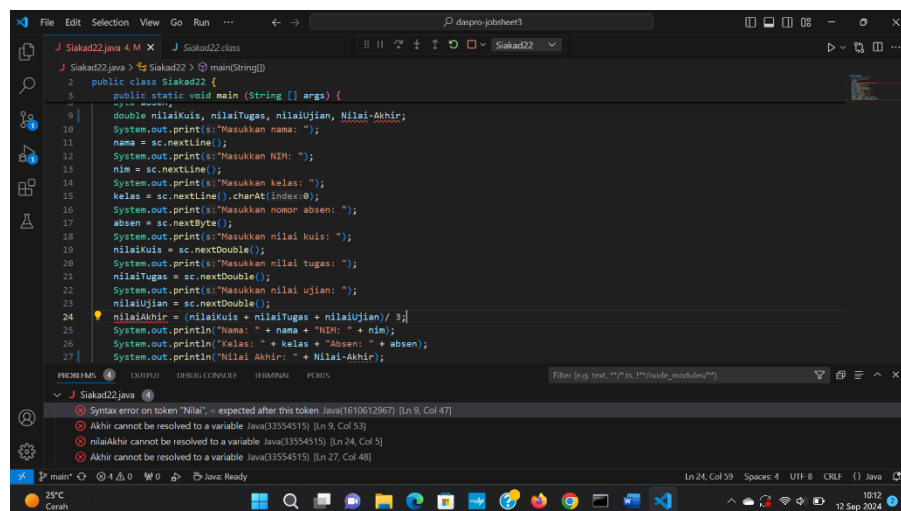 File Edit Selection View Go Run ··· ← → daspro-jobsheet3
J Siakad22.java 4, M × J Siakad22.class Siakad22
J Siakad22.java > Siakad22 > main(String[])
2 public class Siakad22 {
3 public static void main (String [] args) {
byte absen;
9 double nilaiKuis, nilaiTugas, nilaiUjian, Nilai-Akhir;
10 System.out.print(s:"Masukkan nama: ");
11 nama = sc.nextLine();
12 System.out.print(s:"Masukkan NIM: ");
13 nim = sc.nextLine();
14 System.out.print(s:"Masukkan kelas: ");
15 kelas = sc.nextLine().charAt(index:0);
16 System.out.print(s:"Masukkan nomor absen: ");
17 absen = sc.nextByte();
18 System.out.print(s:"Masukkan nilai kuis: ");
19 nilaiKuis = sc.nextDouble();
20 System.out.print(s:"Masukkan nilai tugas: ");
21 nilaiTugas = sc.nextDouble();
22 System.out.print(s:"Masukkan nilai ujian: ");
23 nilaiUjian = sc.nextDouble();
24 nilaiAkhir = (nilaiKuis + nilaiTugas + nilaiUjian)/ 3;
25 System.out.println("Nama: " + nama + "NIM: " + nim);
26 System.out.println("Kelas: " + kelas + "Absen: " + absen);
27 System.out.println("Nilai Akhir: " + Nilai-Akhir);
PROBLEMS 4 OUTPUT DEBUG CONSOLE TERMINAL PORTS Filter (e.g. text, **/*.ts, !**/node_modules/**)
J Siakad22.java 4
Syntax error on token "Nilai", = expected after this token Java(1610612967) [Ln 9, Col 47]
Akhir cannot be resolved to a variable Java(33554515) [Ln 9, Col 53]
nilaiAkhir cannot be resolved to a variable Java(33554515) [Ln 24, Col 5]
Akhir cannot be resolved to a variable Java(33554515) [Ln 27, Col 48]
main* 4 0 0 Java: Ready Ln 24, Col 59 Spaces: 4 UTF-8 CRLF {} Java
25°C
Cerah
10:12
12 Sep 2024